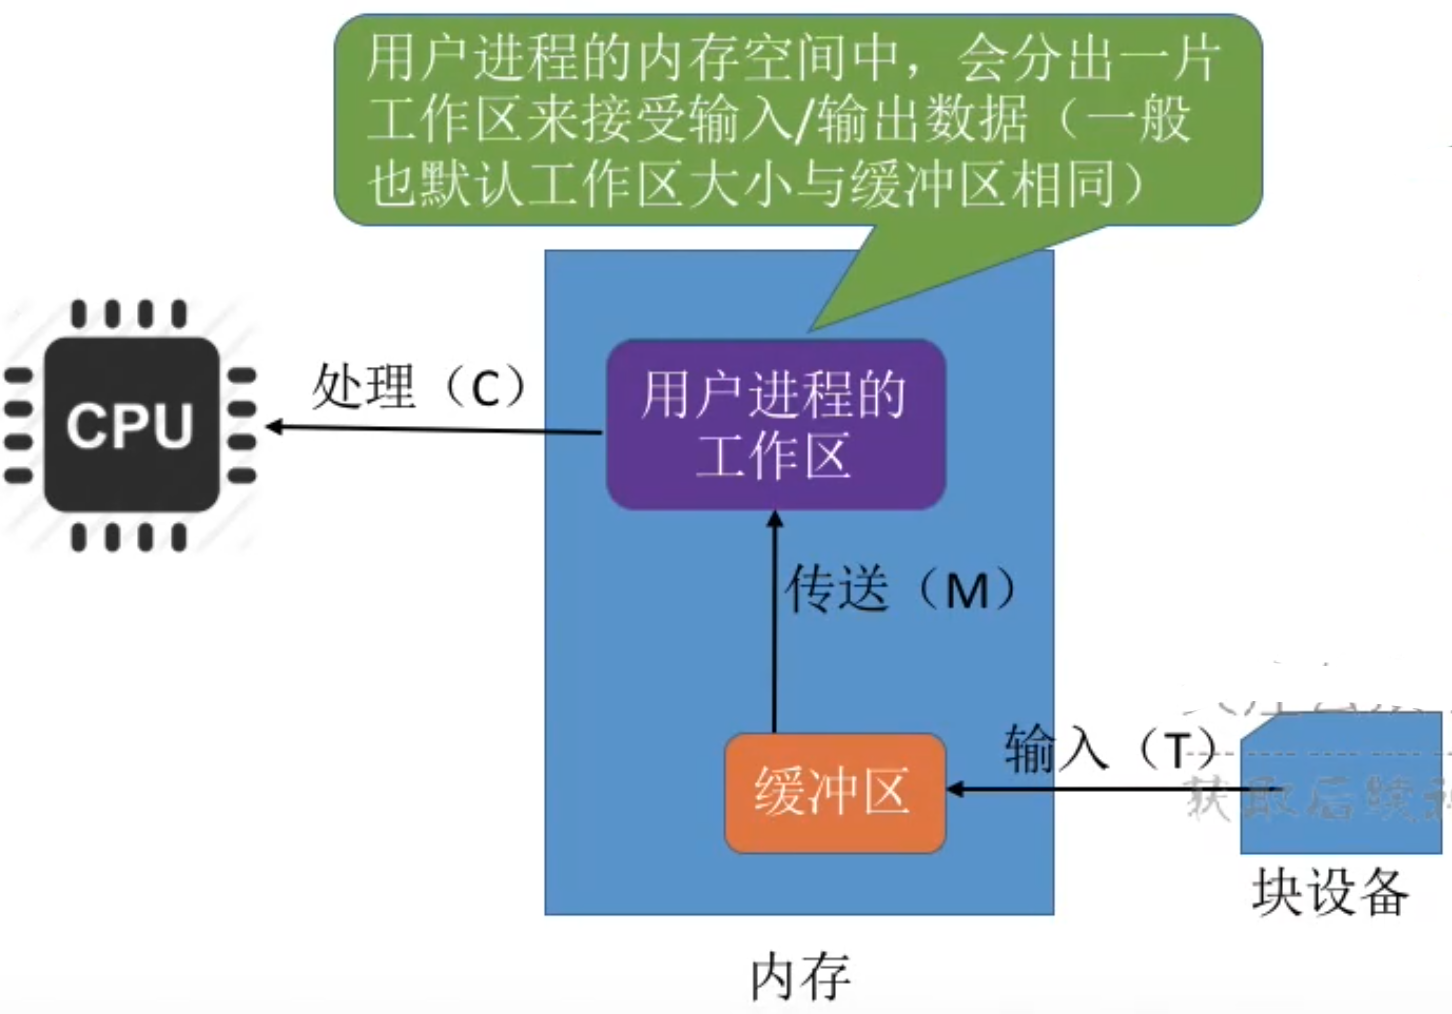 用户进程的内存空间中，会分出一片
工作区来接受输入/输出数据（一般
也默认工作区大小与缓冲区相同）
CPU
处理（C）
用户进程的
工作区
传送（M）
输入（T）
缓冲区
获取后续
块设备
内存